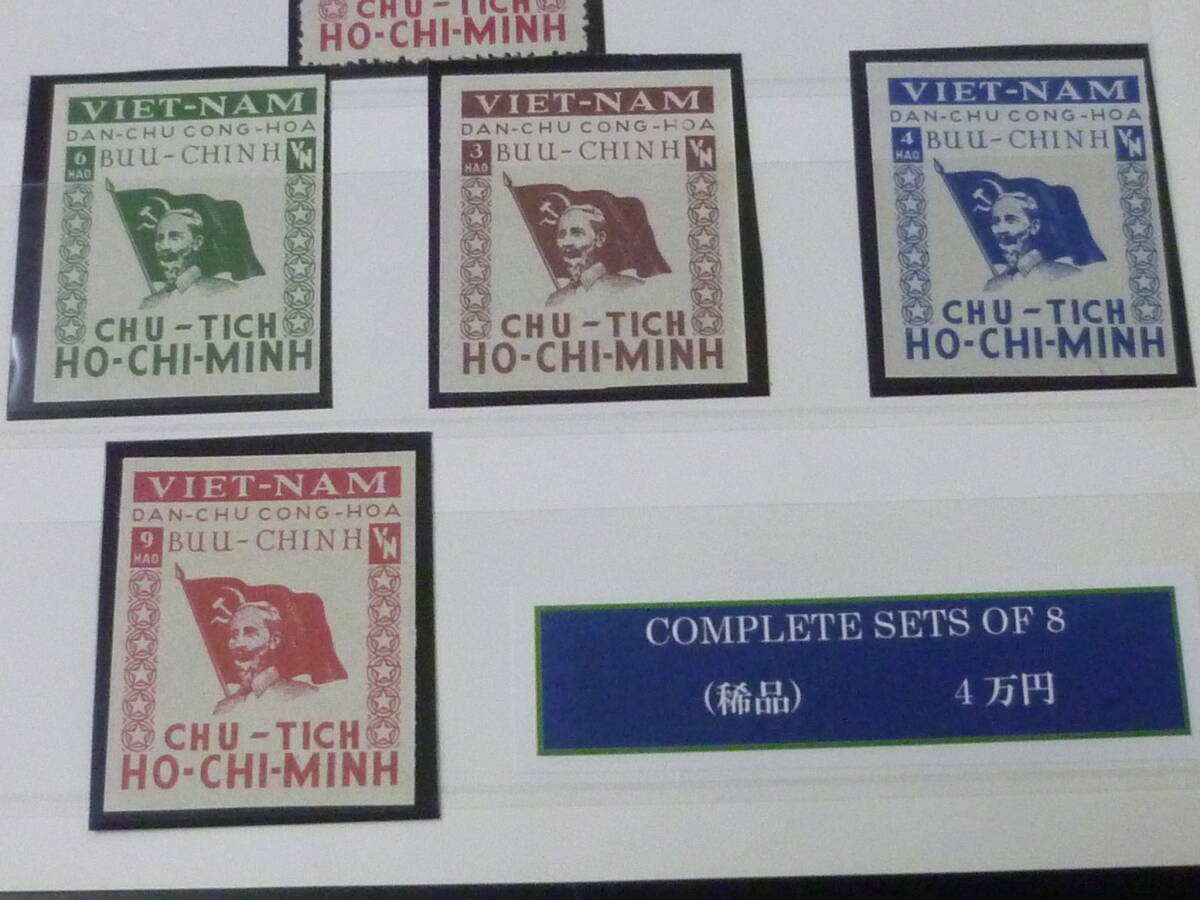 CHU - TICH
HO-CHI-MINH
VIET-NAM
DAN-CHU CONG-HOA
6 HAO BUU-CHINH VN
CHU - TICH
HO-CHI-MINH
VIET-NAM
DAN-CHU CONG-HOA
3 HAO BUU-CHINH VN
CHU - TICH
HO-CHI-MINH
VIET-NAM
DAN-CHU CONG-HOA
4 HAO BUU-CHINH VN
CHU - TICH
HO-CHI-MINH
VIET-NAM
DAN-CHU CONG-HOA
9 HAO BUU-CHINH VN
CHU - TICH
HO-CHI-MINH
COMPLETE SETS OF 8
(稀品) 4万円